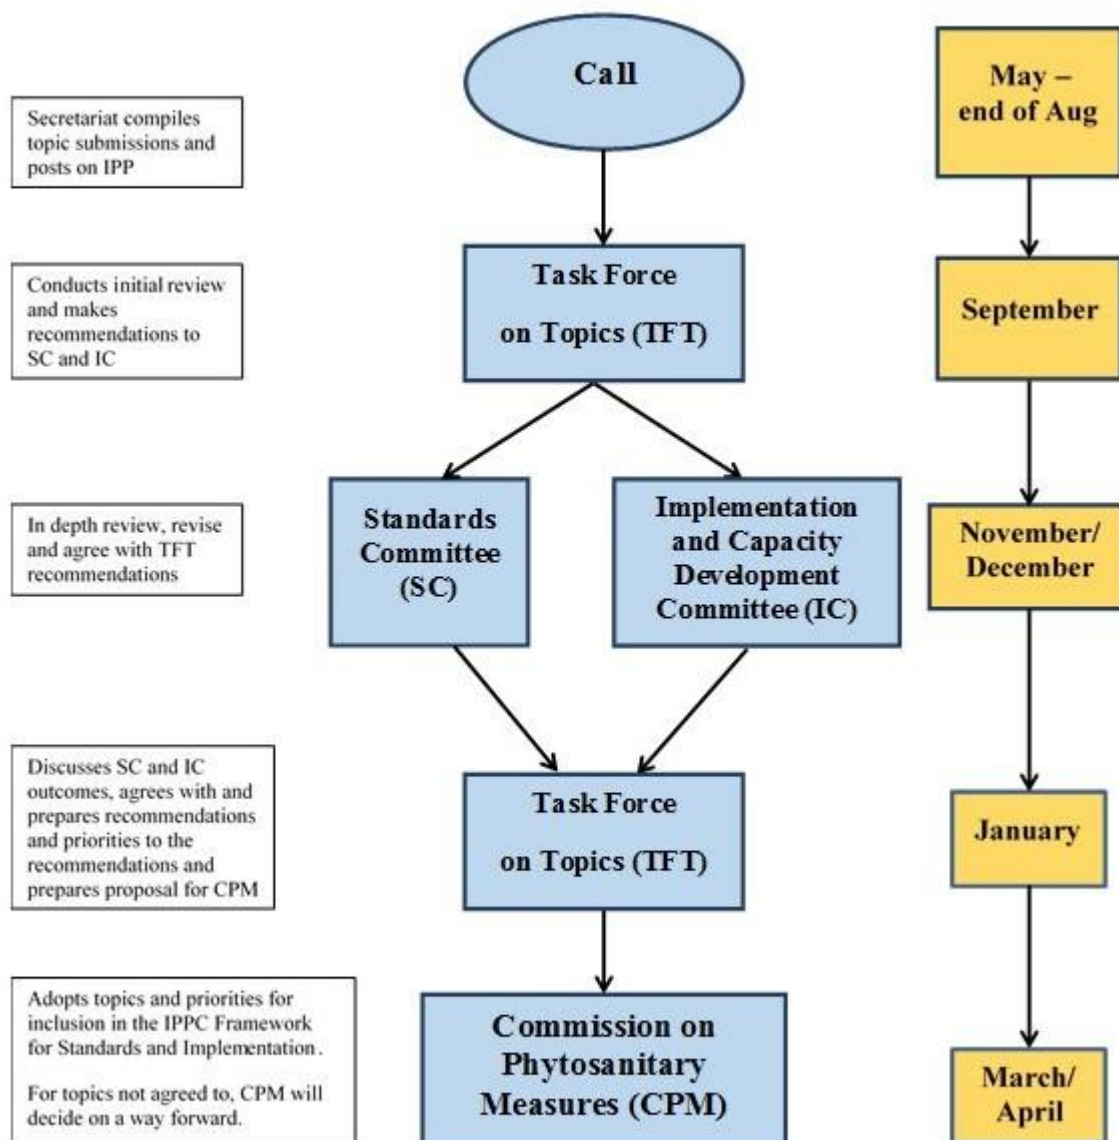 Call
May –
end of Aug
Secretariat compiles
topic submissions and
posts on IPP
Conducts initial review
and makes
recommendations to
SC and IC
Task Force
on Topics (TFT)
September
In depth review, revise
and agree with TFT
recommendations
Standards
Committee
(SC)
Implementation
and Capacity
Development
Committee (IC)
November/
December
Discusses SC and IC
outcomes, agrees with and
prepares recommendations
and priorities to the
recommendations and
prepares proposal for CPM
Task Force
on Topics (TFT)
January
Adopts topics and priorities for
inclusion in the IPPC Framework
for Standards and Implementation.
For topics not agreed to, CPM will
decide on a way forward.
Commission on
Phytosanitary
Measures (CPM)
March/
April